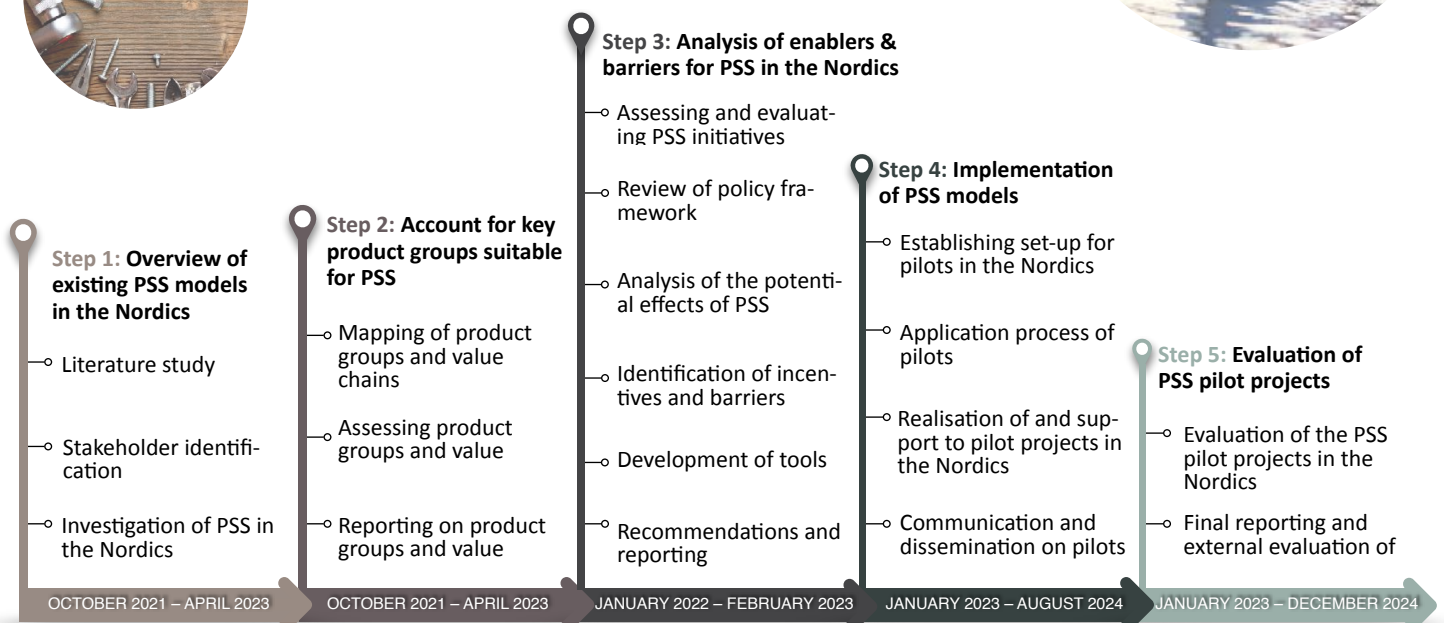 Step 1: Overview of
existing PSS models
in the Nordics
Literature study
Stakeholder identifi-
cation
Investigation of PSS in
the Nordics
OCTOBER 2021 – APRIL 2023
Step 2: Account for key
product groups suitable
for PSS
Mapping of product
groups and value
chains
Assessing product
groups and value
Reporting on product
groups and value
OCTOBER 2021 – APRIL 2023
Step 3: Analysis of enablers &
barriers for PSS in the Nordics
Assessing and evaluat-
ing PSS initiatives
Review of policy fra-
mework
Analysis of the potenti-
al effects of PSS
Identification of incen-
tives and barriers
Development of tools
Recommendations and
reporting
JANUARY 2022 – FEBRUARY 2023
Step 4: Implementation
of PSS models
Establishing set-up for
pilots in the Nordics
Application process of
pilots
Realisation of and sup-
port to pilot projects in
the Nordics
Communication and
dissemination on pilots
JANUARY 2023 – AUGUST 2024
Step 5: Evaluation of
PSS pilot projects
Evaluation of the PSS
pilot projects in the
Nordics
Final reporting and
external evaluation of
JANUARY 2023 – DECEMBER 2024